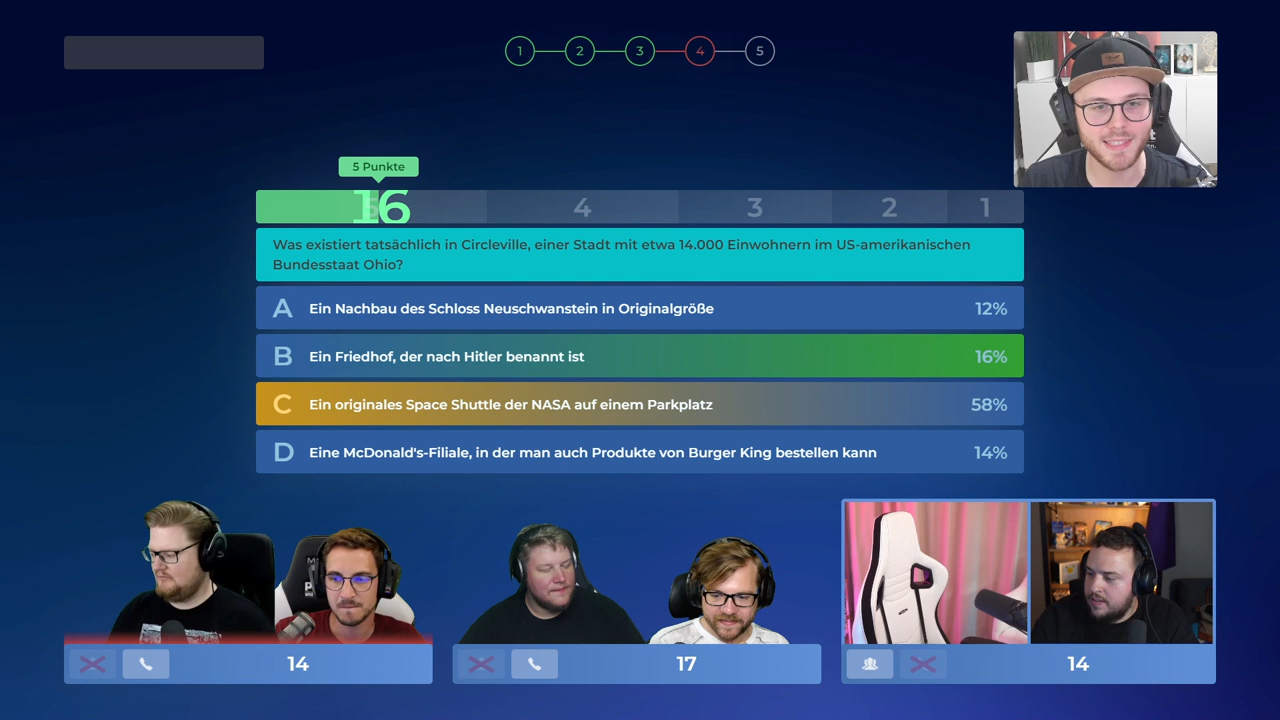 1 2 3 4 5
5 Punkte
16 4 3 2 1
Was existiert tatsächlich in Circleville, einer Stadt mit etwa 14.000 Einwohnern im US-amerikanischen
Bundesstaat Ohio?
A Ein Nachbau des Schloss Neuschwanstein in Originalgröße 12%
B Ein Friedhof, der nach Hitler benannt ist 16%
C Ein originales Space Shuttle der NASA auf einem Parkplatz 58%
D Eine McDonald's-Filiale, in der man auch Produkte von Burger King bestellen kann 14%
14 17 14